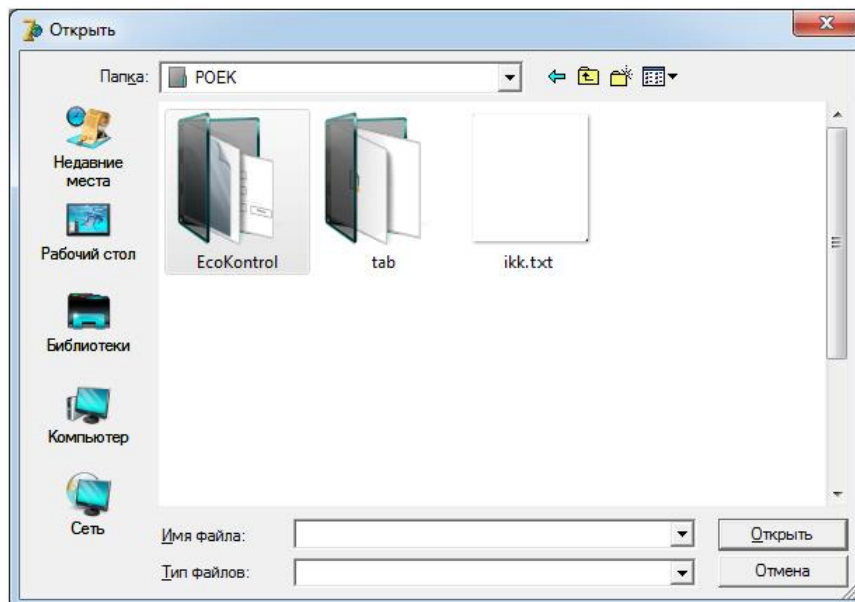 Открыть
Папка:
POEK
Недавние
места
Рабочий стол
Библиотеки
Компьютер
Сеть
EcoKontrol
tab
ikk.txt
Имя файла:
Открыть
Тип файлов:
Отмена